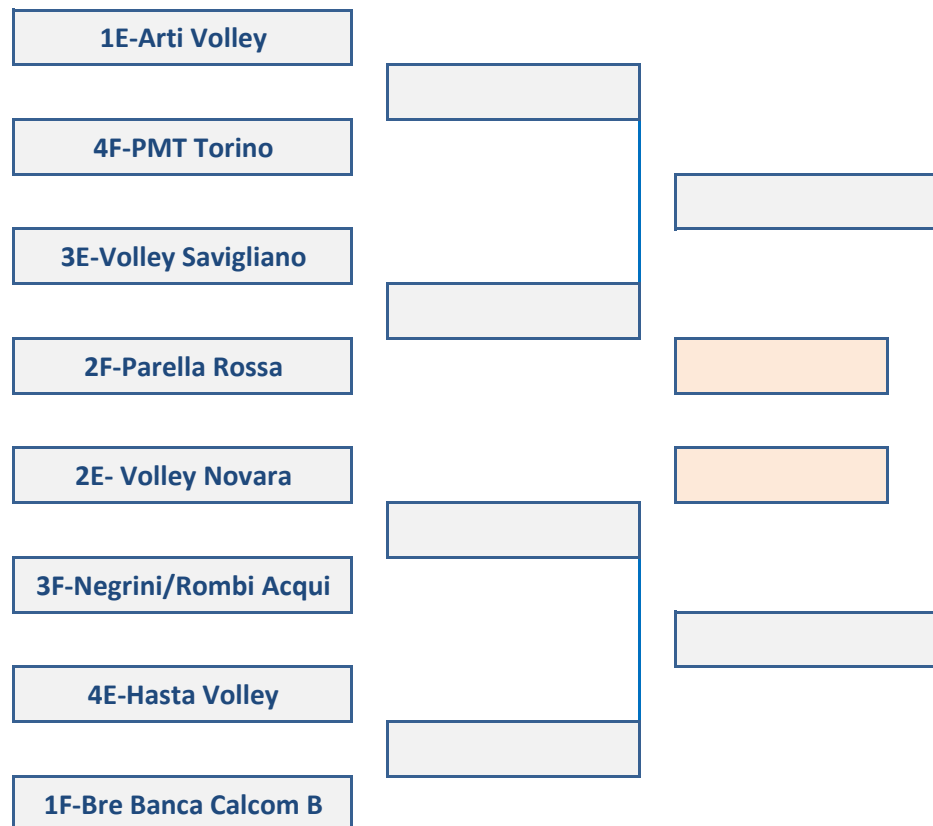 1E-Arti Volley
4F-PMT Torino
3E-Volley Savigliano
2F-Parella Rossa
2E- Volley Novara
3F-Negrini/Rombi Acqui
4E-Hasta Volley
1F-Bre Banca Calcom B